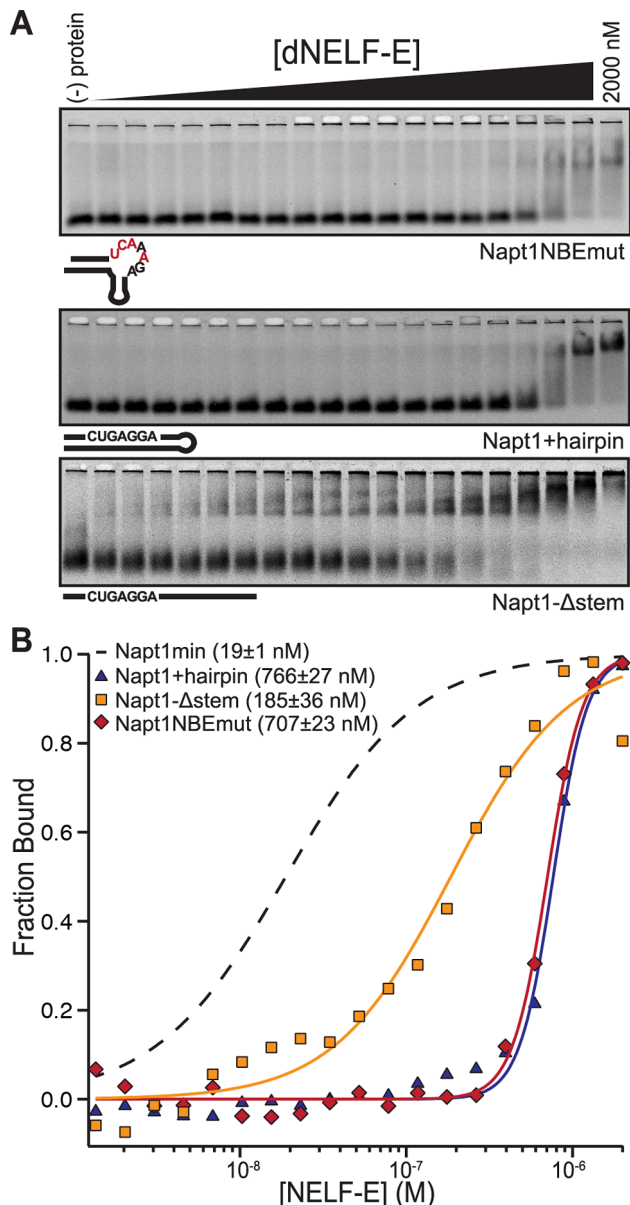 A
[dNELF-E]
(-) protein
2000 nM
Napt1NBEmut
UCAAAGA
Napt1+hairpin
CUGAGGA
Napt1-Δstem
CUGAGGA
B
Napt1min (19±1 nM)
Napt1+hairpin (766±27 nM)
Napt1-Δstem (185±36 nM)
Napt1NBEmut (707±23 nM)
1.0
0.8
0.6
0.4
0.2
0.0
Fraction Bound
10⁻⁸
10⁻⁷
10⁻⁶
[NELF-E] (M)